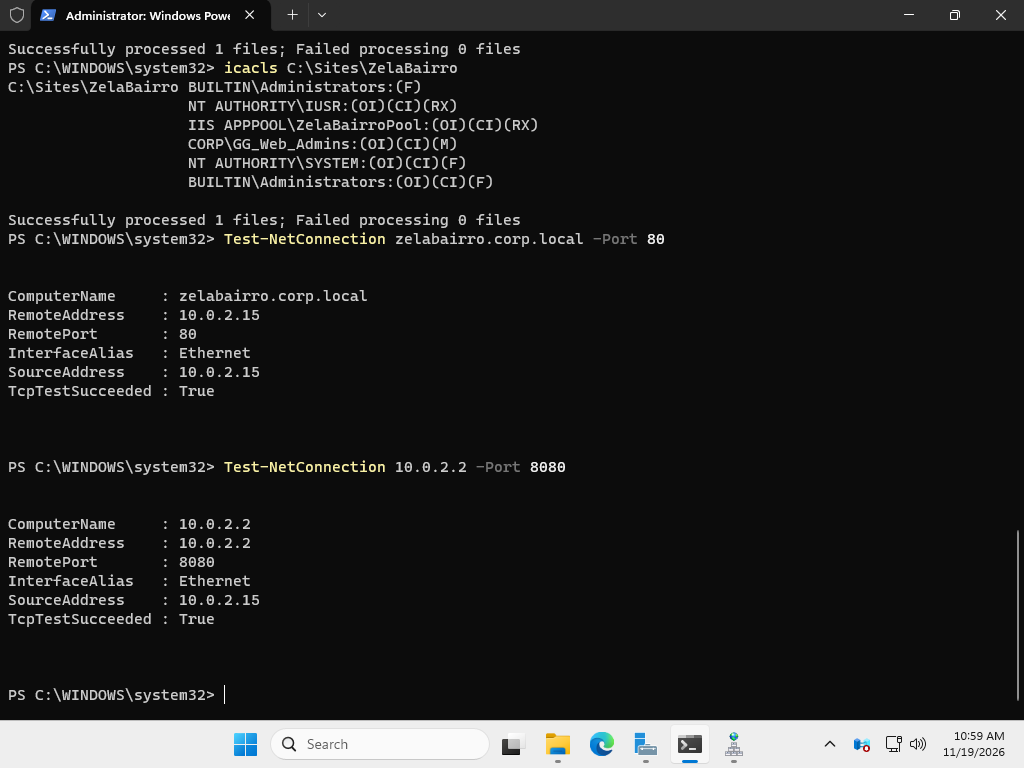 Administrator: Windows Powe
Successfully processed 1 files; Failed processing 0 files
PS C:\WINDOWS\system32> icacls C:\Sites\ZelaBairro
C:\Sites\ZelaBairro BUILTIN\Administrators:(F)
NT AUTHORITY\IUSR:(OI)(CI)(RX)
IIS APPPOOL\ZelaBairroPool:(OI)(CI)(RX)
CORP\GG_Web_Admins:(OI)(CI)(M)
NT AUTHORITY\SYSTEM:(OI)(CI)(F)
BUILTIN\Administrators:(OI)(CI)(F)
Successfully processed 1 files; Failed processing 0 files
PS C:\WINDOWS\system32> Test-NetConnection zelabairro.corp.local -Port 80
ComputerName : zelabairro.corp.local
RemoteAddress : 10.0.2.15
RemotePort : 80
InterfaceAlias : Ethernet
SourceAddress : 10.0.2.15
TcpTestSucceeded : True
PS C:\WINDOWS\system32> Test-NetConnection 10.0.2.2 -Port 8080
ComputerName : 10.0.2.2
RemoteAddress : 10.0.2.2
RemotePort : 8080
InterfaceAlias : Ethernet
SourceAddress : 10.0.2.15
TcpTestSucceeded : True
PS C:\WINDOWS\system32>
Search
10:59 AM
11/19/2026